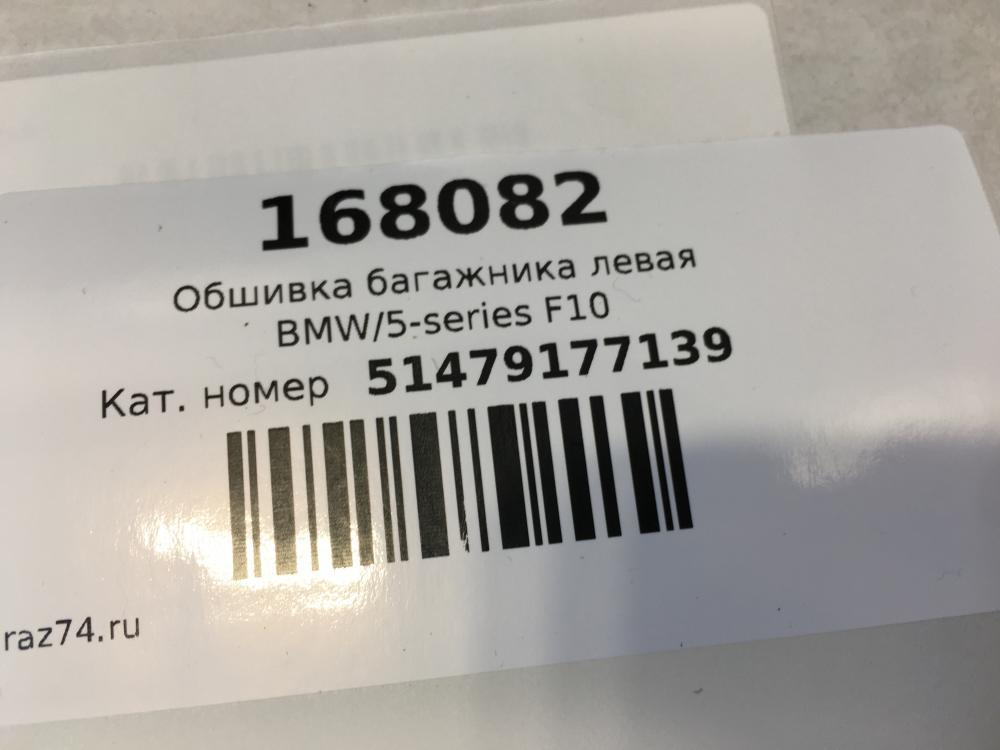 168082
Обшивка багажника левая
BMW/5-series F10
Кат. номер 51479177139
raz74.ru